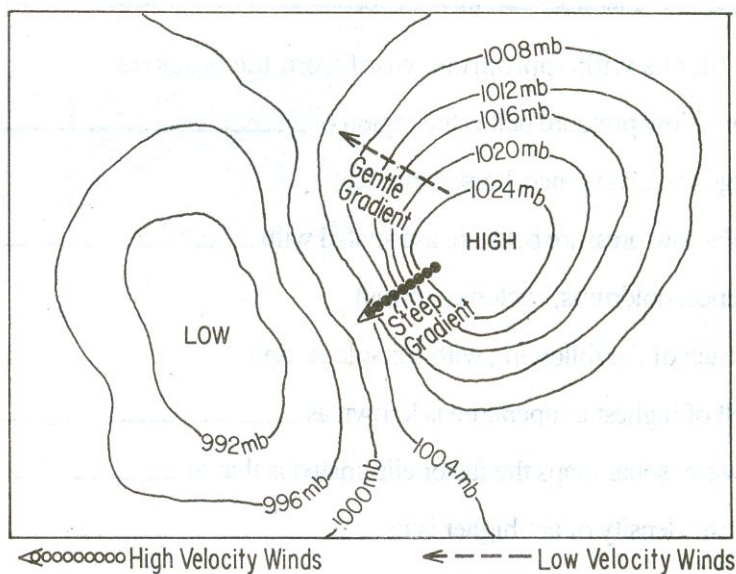 1008mb
1012mb
1016mb
1020mb
1024mb
Gentle
Gradient
HIGH
Steep
Gradient
LOW
992mb
996mb
1000mb
1004mb
High Velocity Winds
Low Velocity Winds